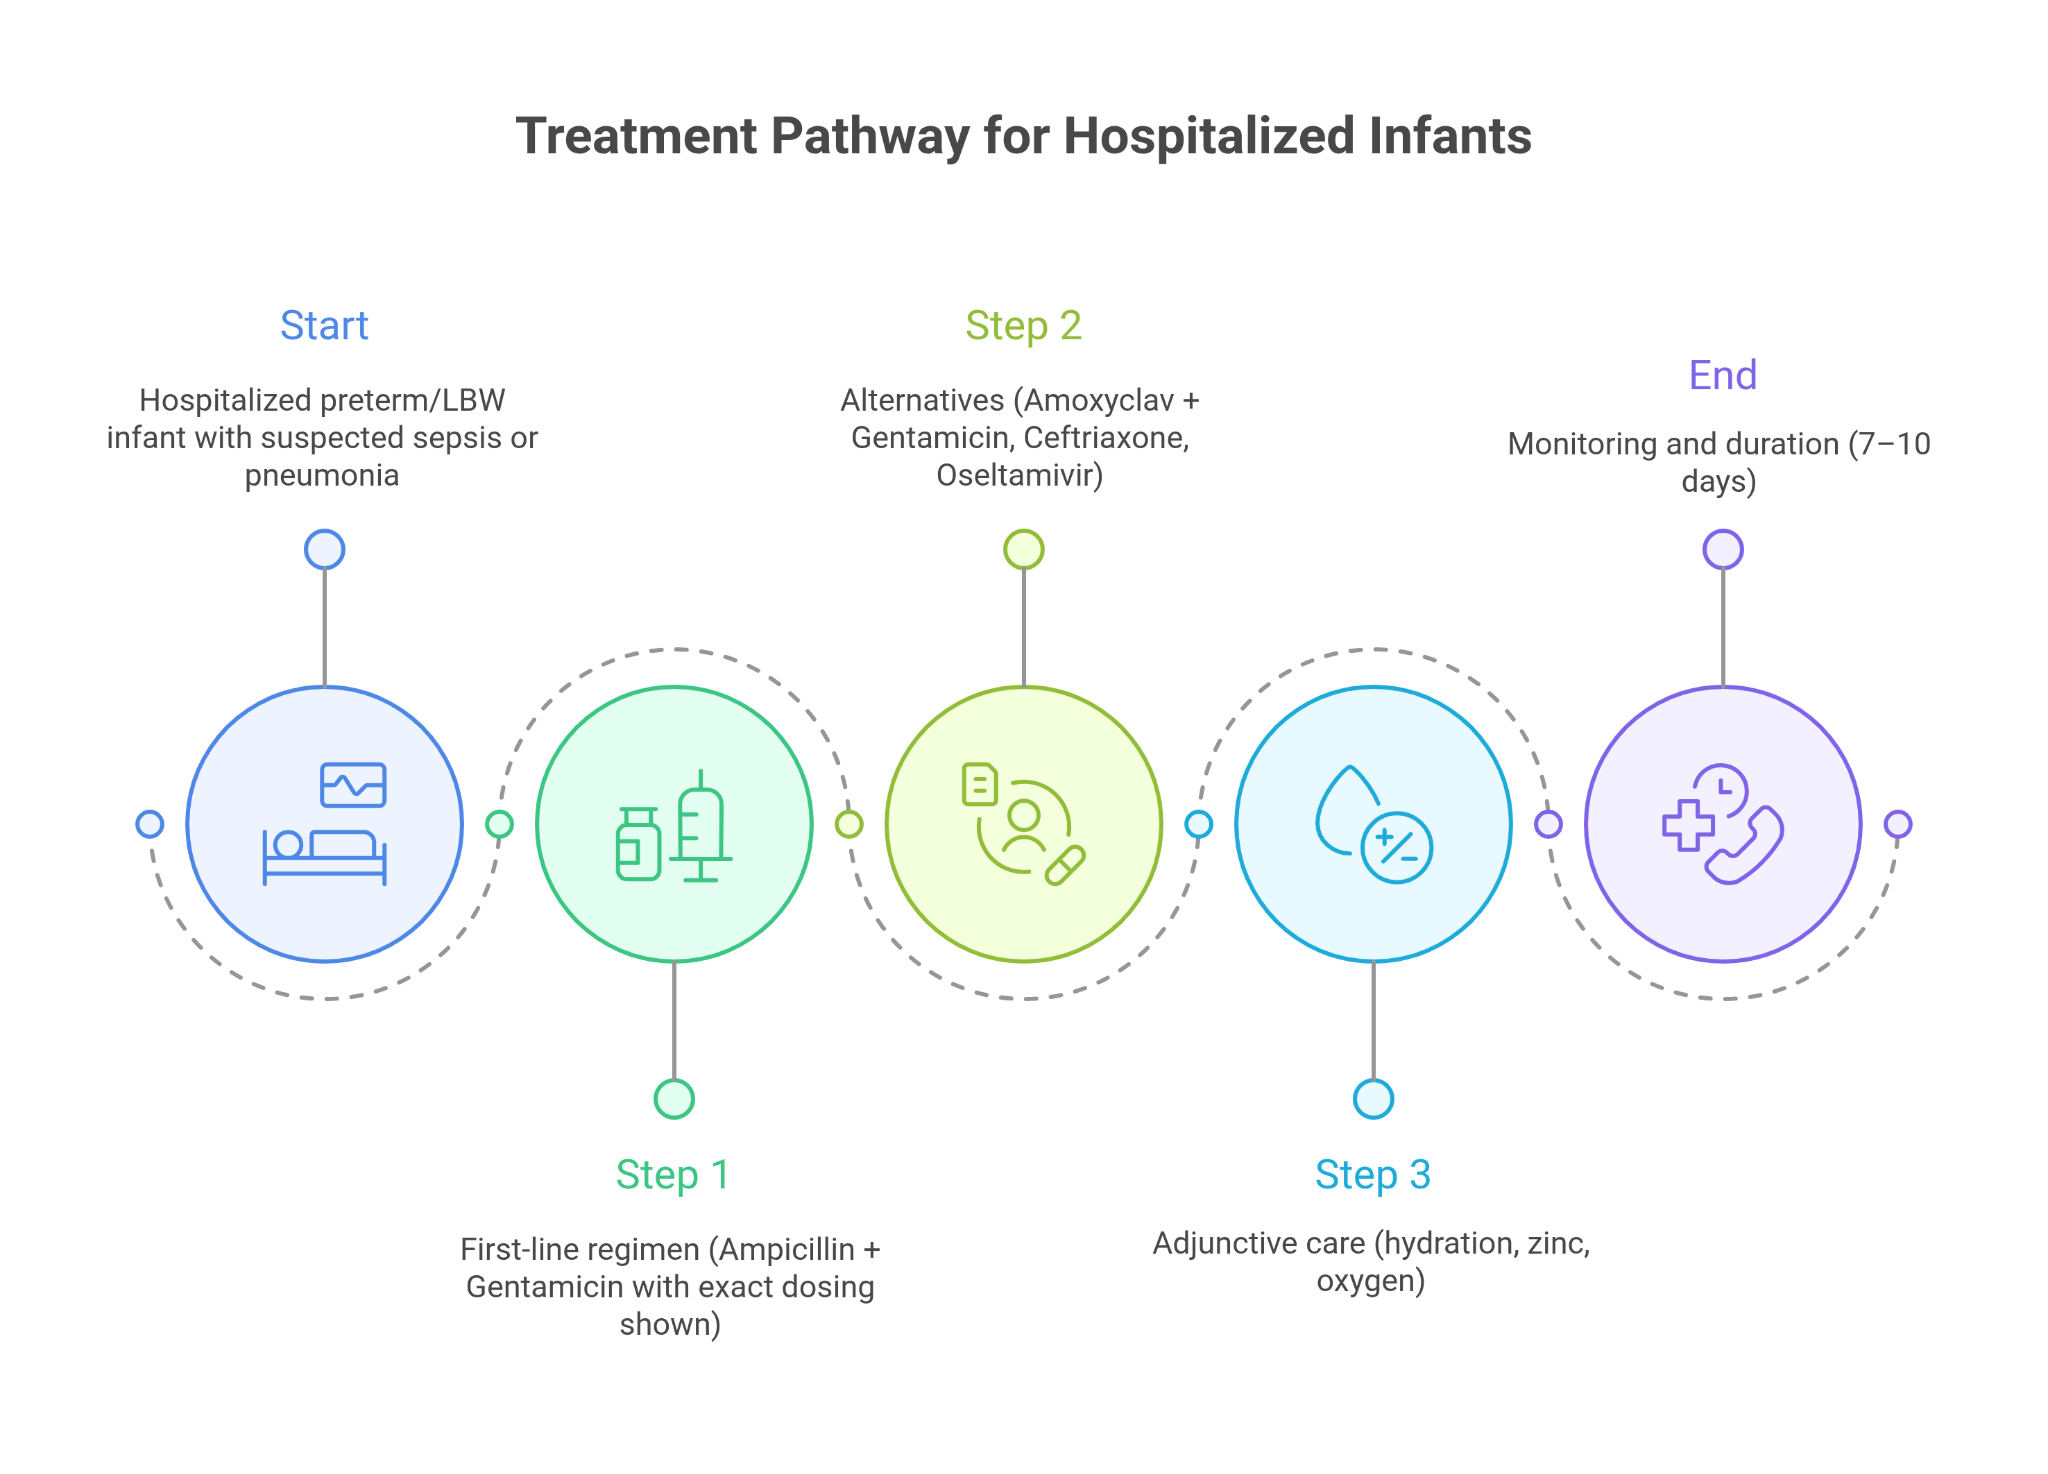 Treatment Pathway for Hospitalized Infants
Start
Hospitalized preterm/LBW
infant with suspected sepsis or
pneumonia
Step 1
First-line regimen (Ampicillin +
Gentamicin with exact dosing
shown)
Step 2
Alternatives (Amoxyclav +
Gentamicin, Ceftriaxone,
Oseltamivir)
Step 3
Adjunctive care (hydration, zinc,
oxygen)
End
Monitoring and duration (7–10
days)